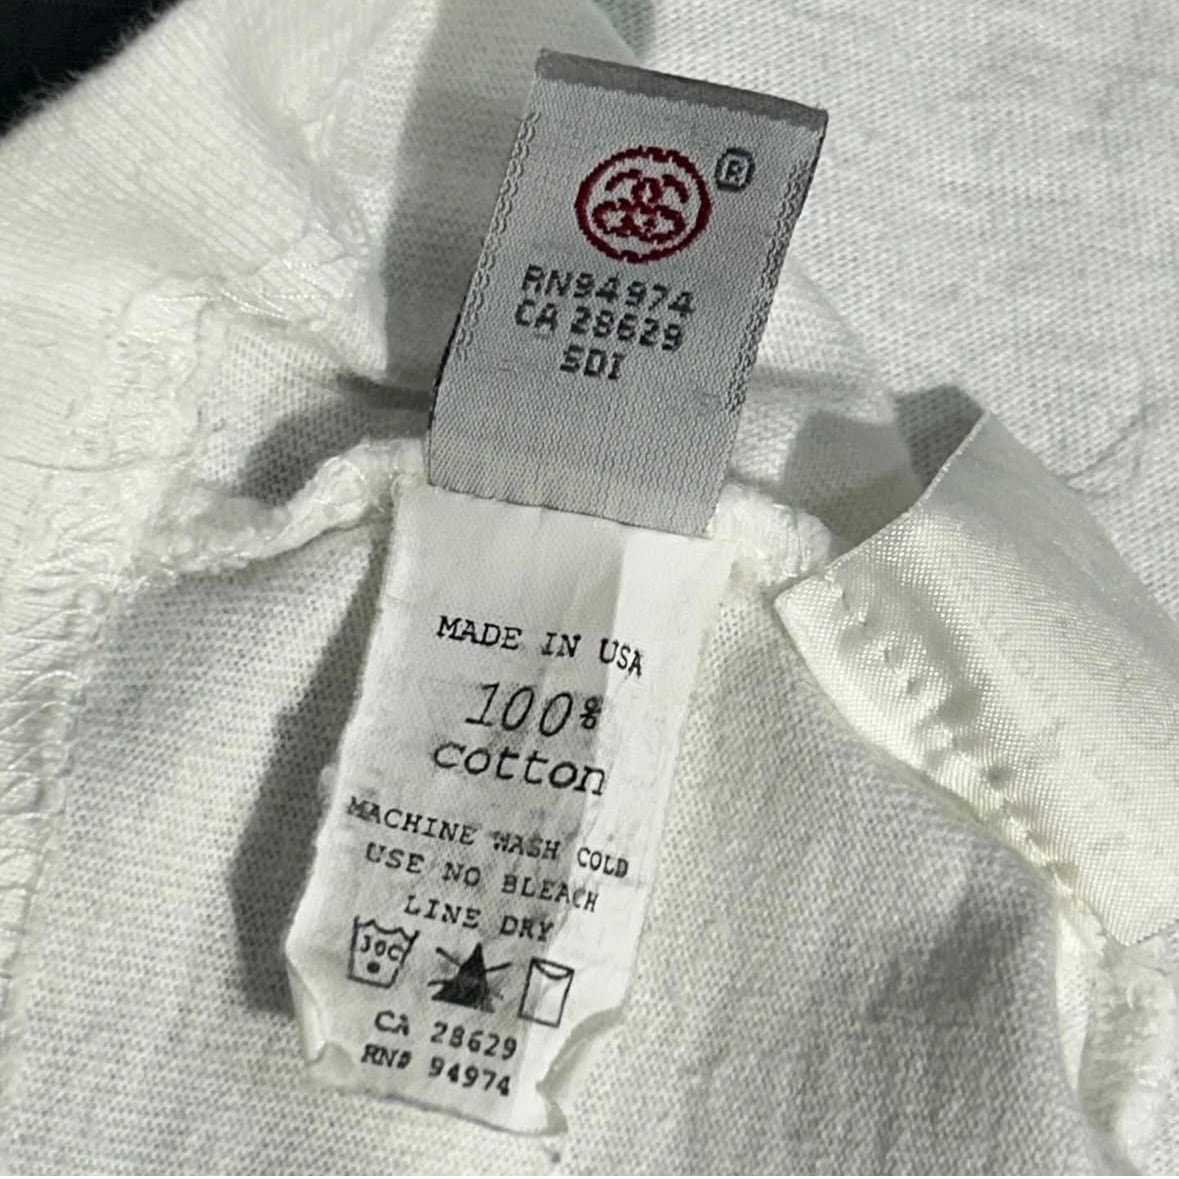 ®
RN94974
CA 28629
SDI
MADE IN USA
100%
cotton
MACHINE WASH COLD
USE NO BLEACH
LINE DRY
30C
CA 28629
RN# 94974